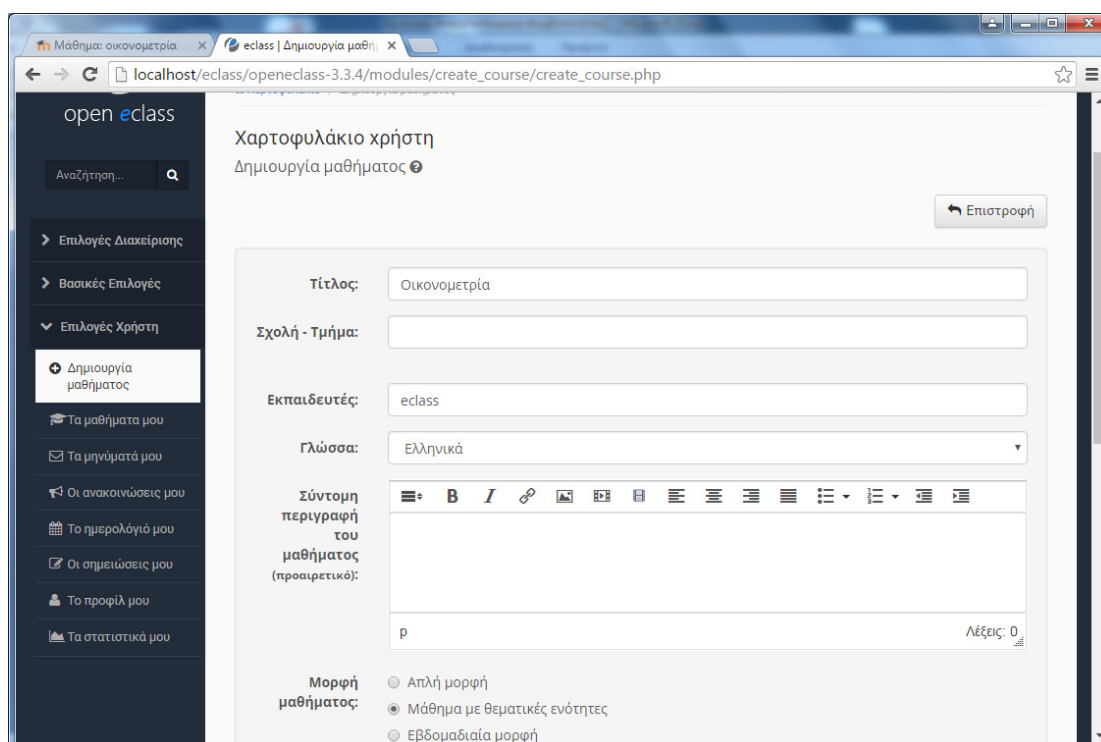 Μάθημα: οικονομετρία
eclass | Δημιουργία μαθή
localhost/eclass/openeclass-3.3.4/modules/create_course/create_course.php
open eclass
Αναζήτηση...
Επιλογές Διαχείρισης
Βασικές Επιλογές
Επιλογές Χρήστη
Δημιουργία
μαθήματος
Τα μαθήματα μου
Τα μηνύματά μου
Οι ανακοινώσεις μου
Το ημερολόγιό μου
Οι σημειώσεις μου
Το προφίλ μου
Τα στατιστικά μου
Χαρτοφυλάκιο χρήστη
Δημιουργία μαθήματος
Επιστροφή
Τίτλος:
Οικονομετρία
Σχολή - Τμήμα:
Εκπαιδευτές:
eclass
Γλώσσα:
Ελληνικά
Σύντομη
περιγραφή
του
μαθήματος
(προαιρετικό):
p
Λέξεις: 0
Μορφή
μαθήματος:
Απλή μορφή
Μάθημα με θεματικές ενότητες
Εβδομαδιαία μορφή